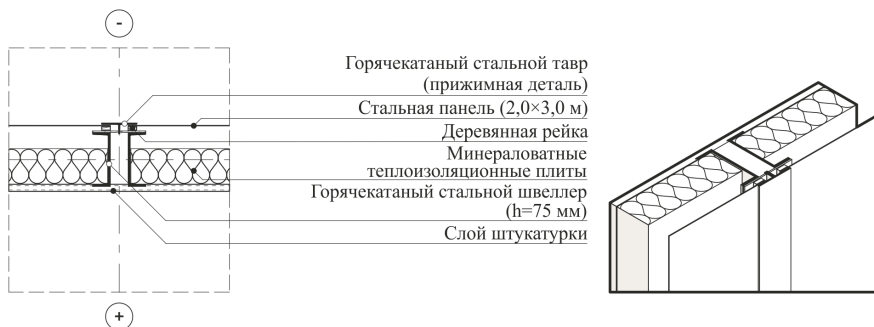 -
Горячекатаный стальной тавр
(прижимная деталь)
Стальная панель (2,0×3,0 м)
Деревянная рейка
Минераловатные
теплоизоляционные плиты
Горячекатаный стальной швеллер
(h=75 мм)
Слой штукатурки
+